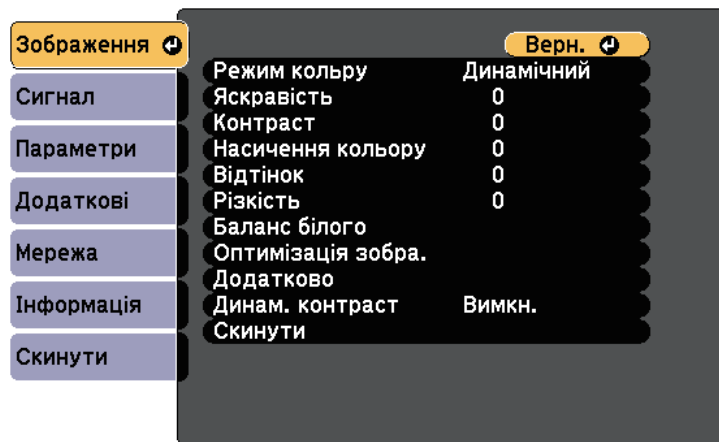 Зображення
Сигнал
Параметри
Додаткові
Мережа
Інформація
Скинути
Верн.
Режим кольру Динамічний
Яскравість 0
Контраст 0
Насичення кольору 0
Відтінок 0
Різкість 0
Баланс білого
Оптимізація зобра.
Додатково
Динам. контраст Вимкн.
Скинути